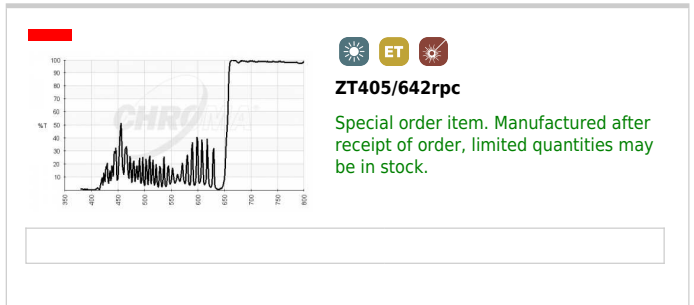 ET
ZT405/642rpc
Special order item. Manufactured after
receipt of order, limited quantities may
be in stock.
100
90
80
70
60
50
40
30
20
10
%T
CHROMA
350
400
450
500
550
600
650
700
750
800